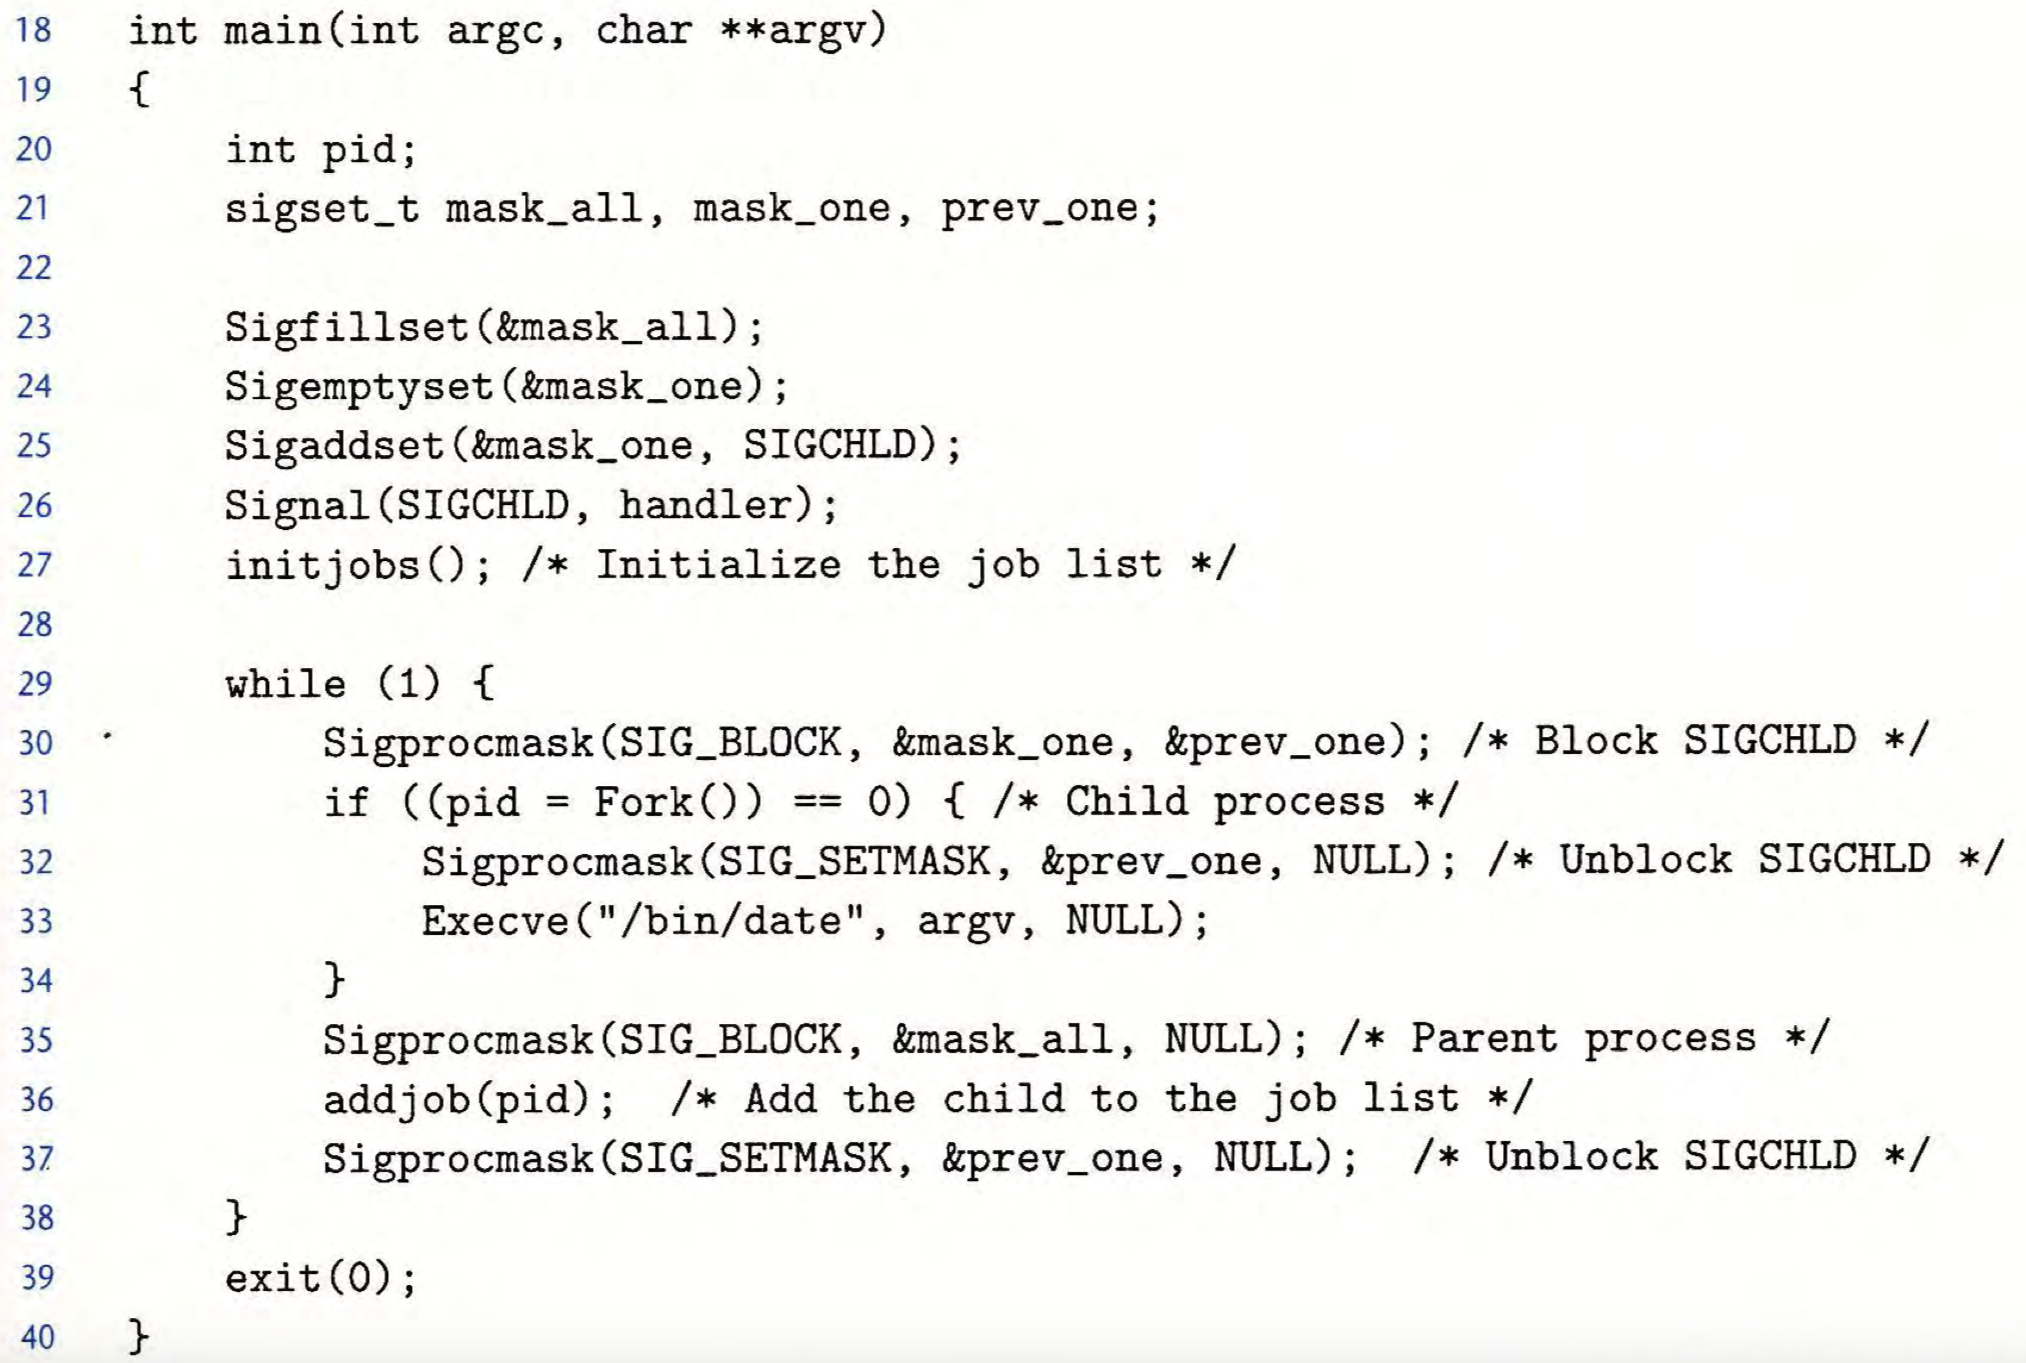 18 int main(int argc, char **argv)
19 {
20     int pid;
21     sigset_t mask_all, mask_one, prev_one;
22
23     Sigfillset(&mask_all);
24     Sigemptyset(&mask_one);
25     Sigaddset(&mask_one, SIGCHLD);
26     Signal(SIGCHLD, handler);
27     initjobs(); /* Initialize the job list */
28
29     while (1) {
30         Sigprocmask(SIG_BLOCK, &mask_one, &prev_one); /* Block SIGCHLD */
31         if ((pid = Fork()) == 0) { /* Child process */
32             Sigprocmask(SIG_SETMASK, &prev_one, NULL); /* Unblock SIGCHLD */
33             Execve("/bin/date", argv, NULL);
34         }
35         Sigprocmask(SIG_BLOCK, &mask_all, NULL); /* Parent process */
36         addjob(pid);  /* Add the child to the job list */
37         Sigprocmask(SIG_SETMASK, &prev_one, NULL);  /* Unblock SIGCHLD */
38     }
39     exit(0);
40 }